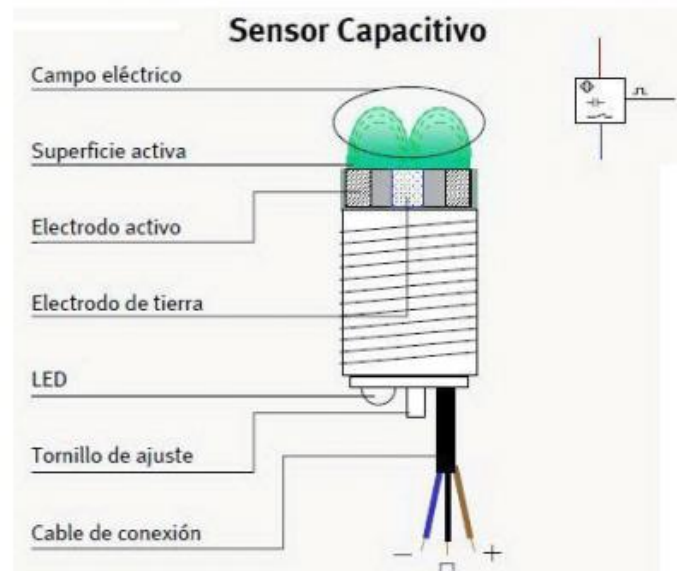 Sensor Capacitivo
Campo eléctrico
Superficie activa
Electrodo activo
Electrodo de tierra
LED
Tornillo de ajuste
Cable de conexión
− +